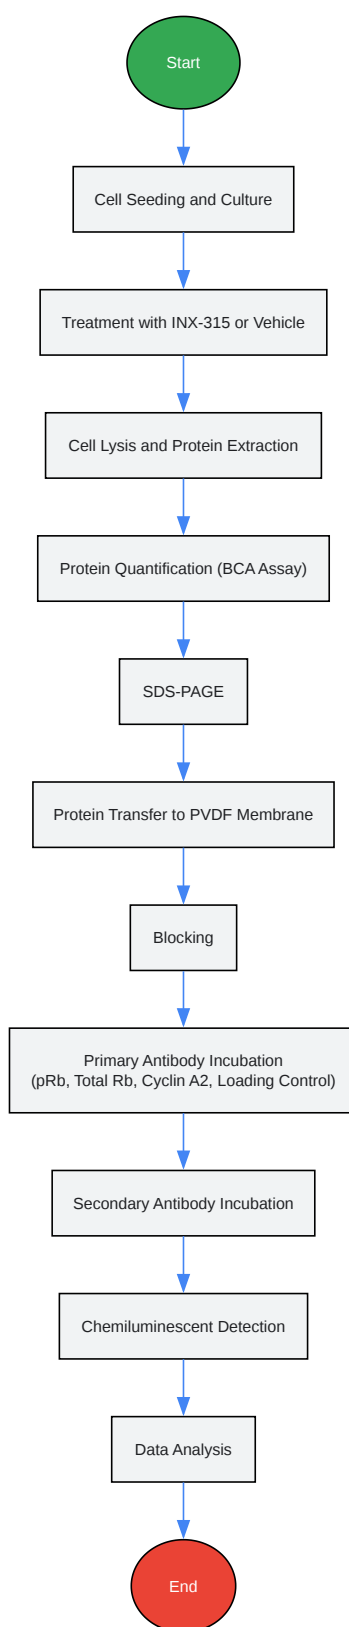 Start
Cell Seeding and Culture
Treatment with INX-315 or Vehicle
Cell Lysis and Protein Extraction
Protein Quantification (BCA Assay)
SDS-PAGE
Protein Transfer to PVDF Membrane
Blocking
Primary Antibody Incubation
(pRb, Total Rb, Cyclin A2, Loading Control)
Secondary Antibody Incubation
Chemiluminescent Detection
Data Analysis
End